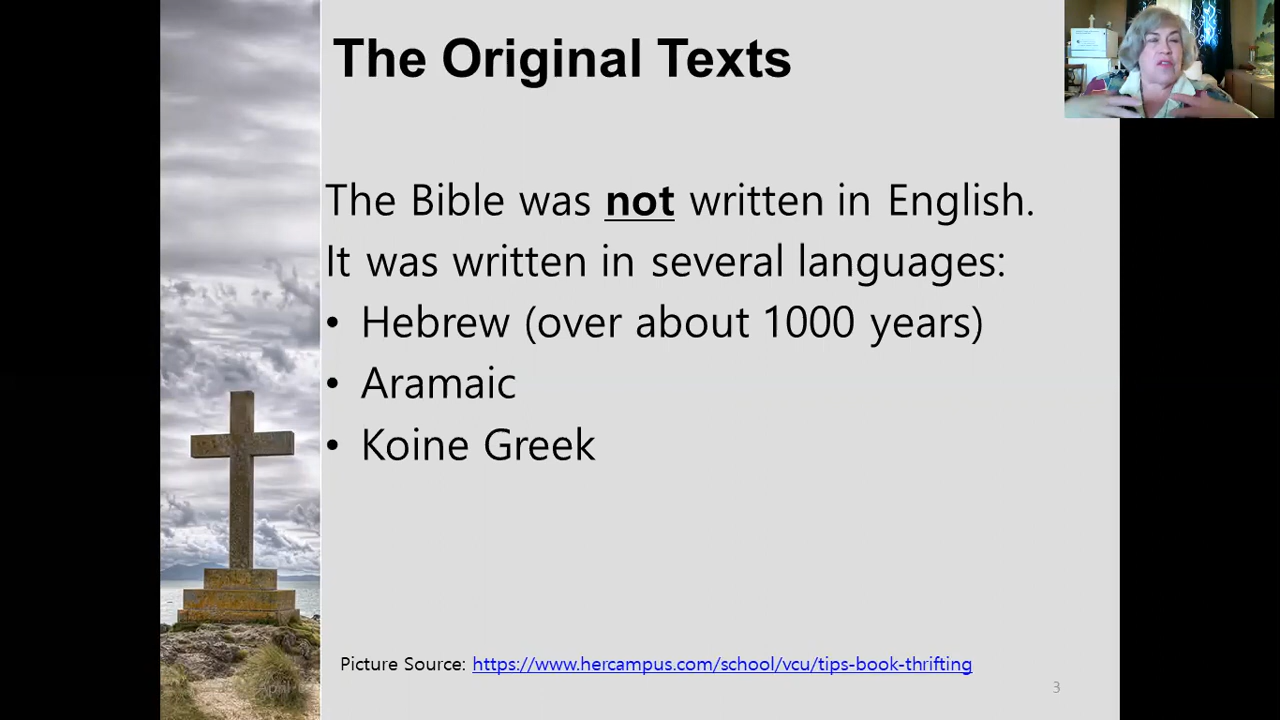 The Original Texts
The Bible was not written in English.
It was written in several languages:
• Hebrew (over about 1000 years)
• Aramaic
• Koine Greek
Picture Source: https://www.hercampus.com/school/vcu/tips-book-thrifting
April
3